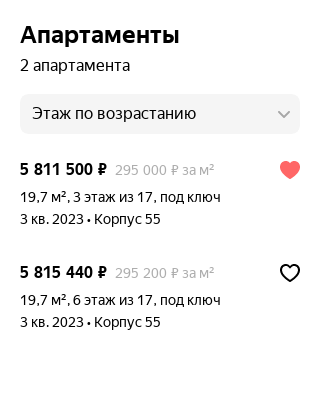 Апартаменты
2 апартамента
Этаж по возрастанию
5 811 500 ₽ 295 000 ₽ за м²
19,7 м², 3 этаж из 17, под ключ
3 кв. 2023 • Корпус 55
5 815 440 ₽ 295 200 ₽ за м²
19,7 м², 6 этаж из 17, под ключ
3 кв. 2023 • Корпус 55